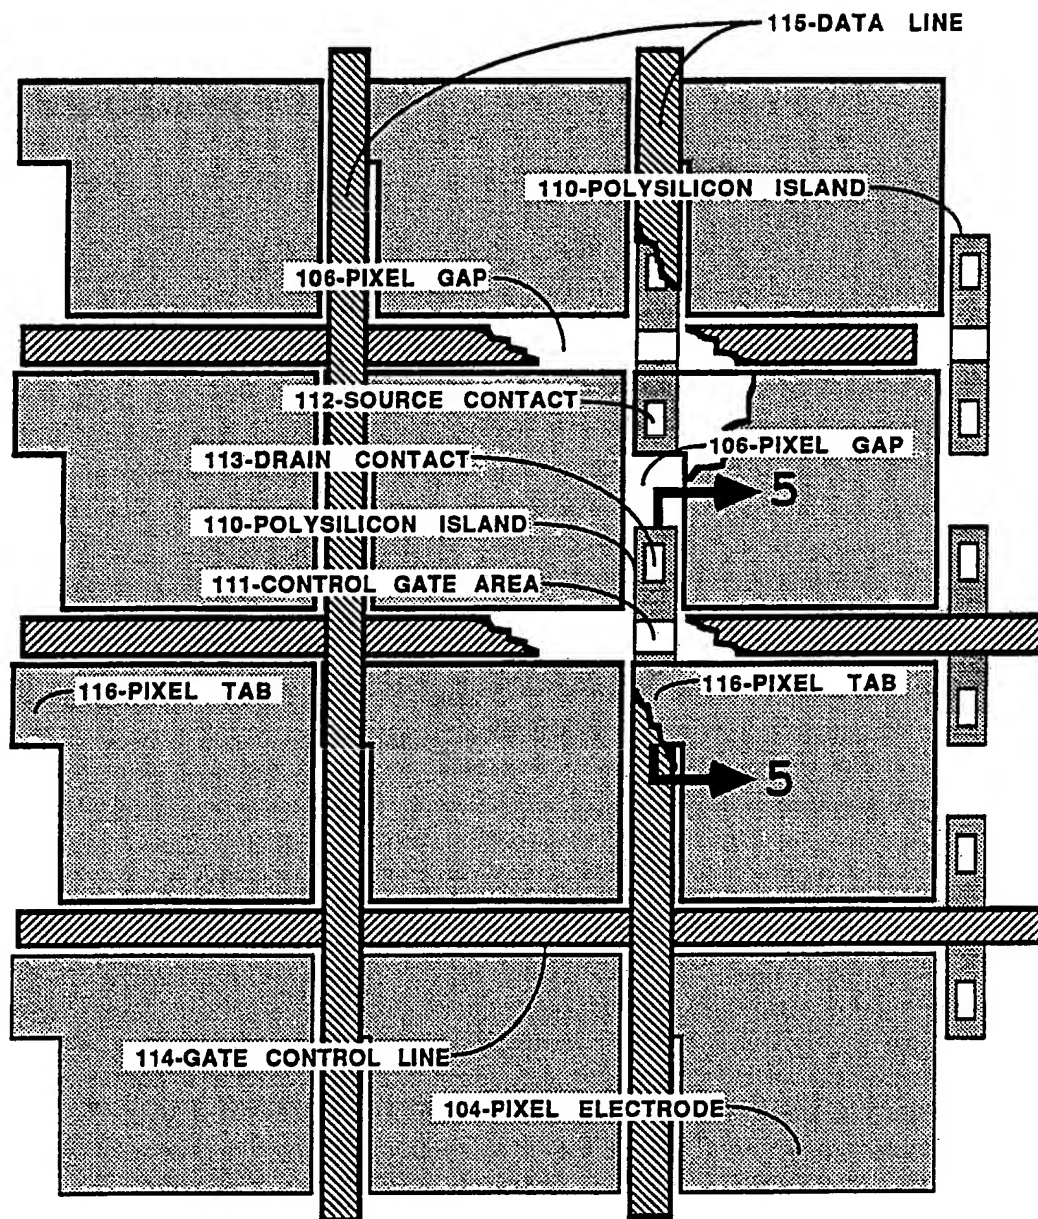 115-DATA LINE
110-POLYSILICON ISLAND
106-PIXEL GAP
112-SOURCE CONTACT
106-PIXEL GAP
113-DRAIN CONTACT
5
110-POLYSILICON ISLAND
111-CONTROL GATE AREA
116-PIXEL TAB
116-PIXEL TAB
5
114-GATE CONTROL LINE
104-PIXEL ELECTRODE